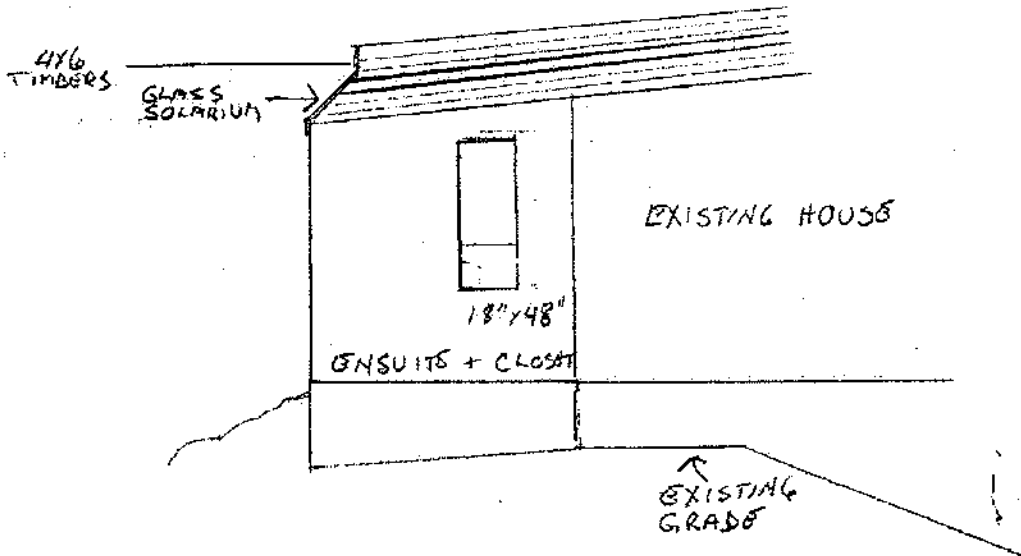 4x6
TIMBERS
GLASS
SOLARIUM
EXISTING HOUSE
18"x48"
ENSUITE + CLOSET
EXISTING
GRADE